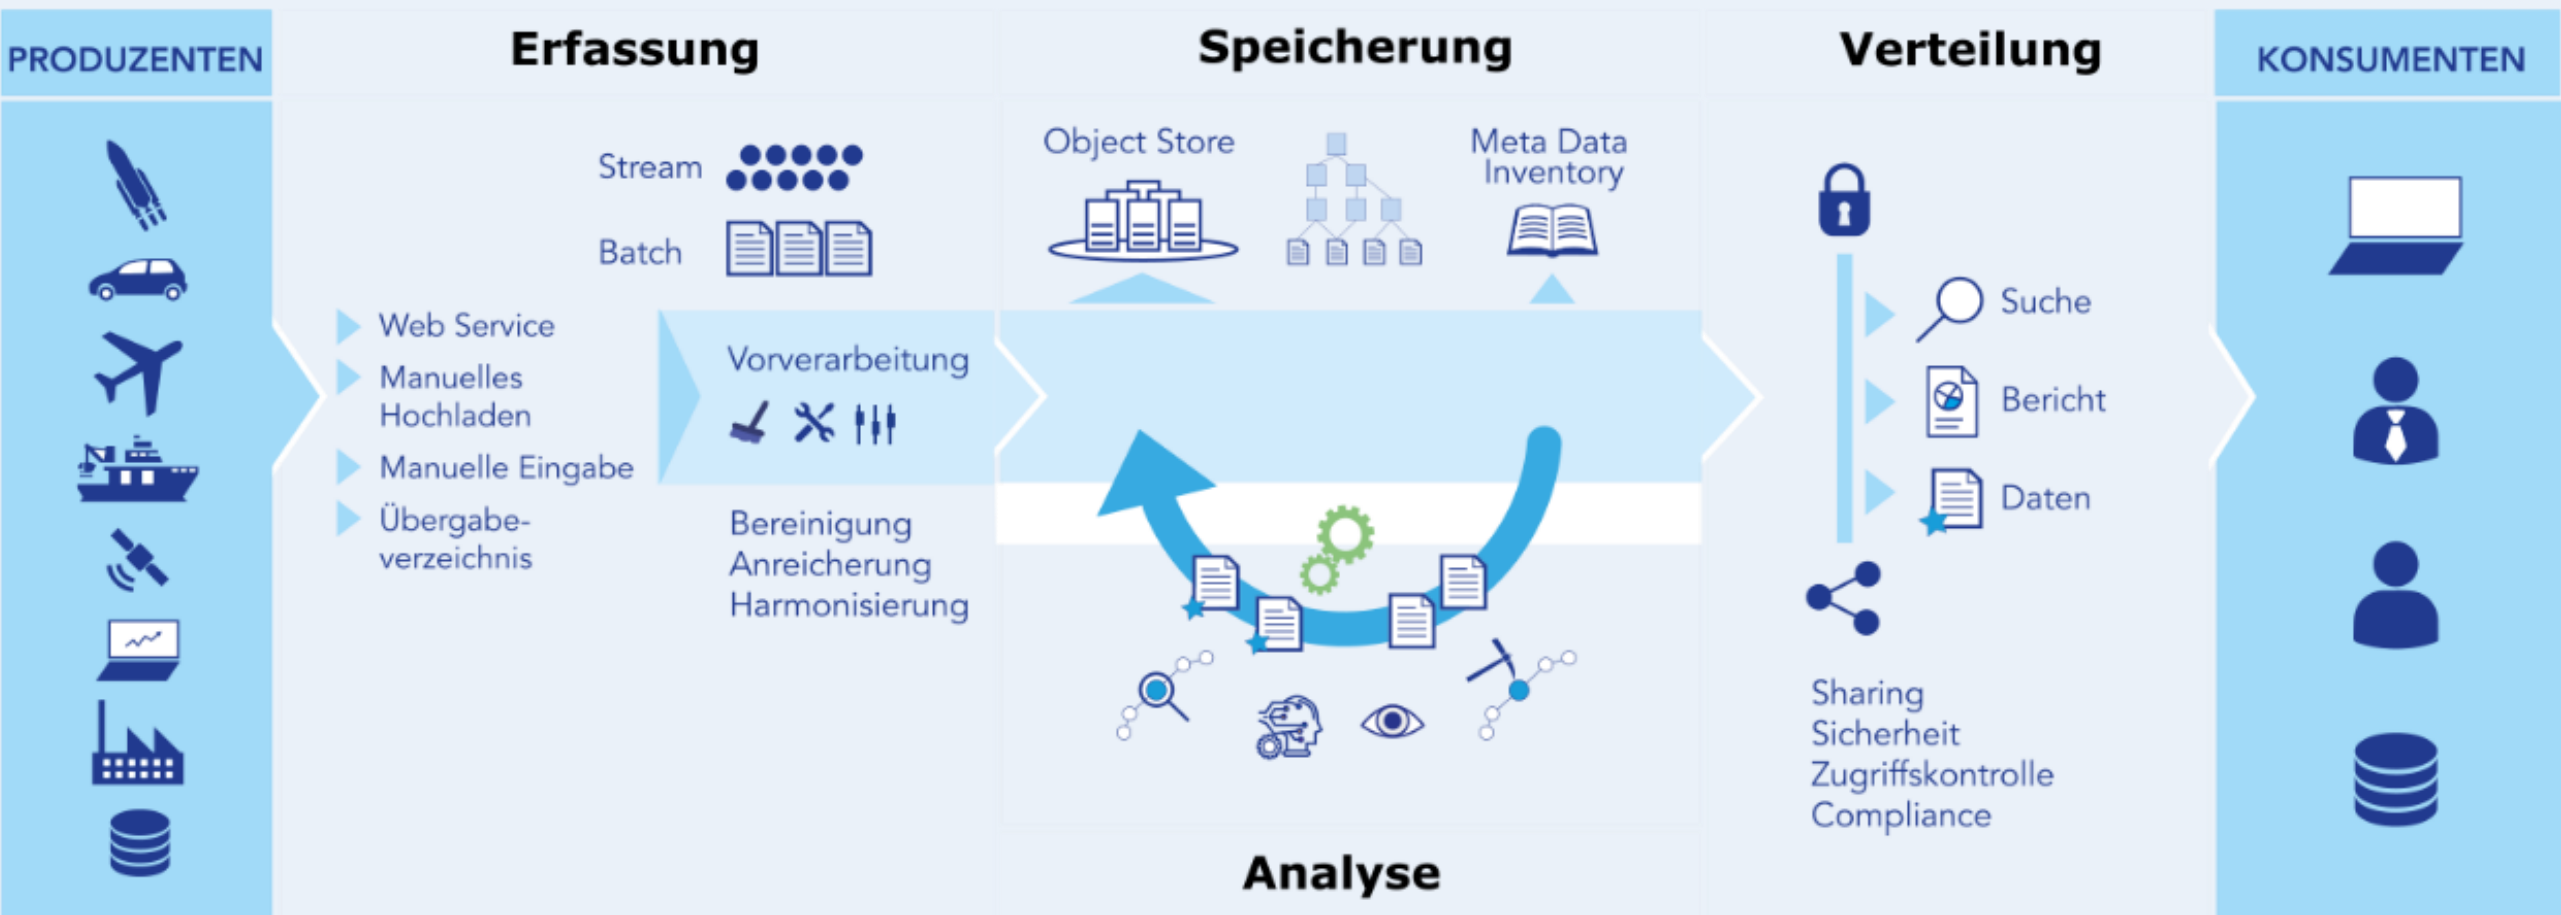 PRODUZENTEN
Erfassung
Speicherung
Verteilung
KONSUMENTEN
Stream
Batch
Web Service
Manuelles
Hochladen
Manuelle Eingabe
Übergabe-
verzeichnis
Vorverarbeitung
Bereinigung
Anreicherung
Harmonisierung
Object Store
Meta Data
Inventory
Analyse
Suche
Bericht
Daten
Sharing
Sicherheit
Zugriffskontrolle
Compliance